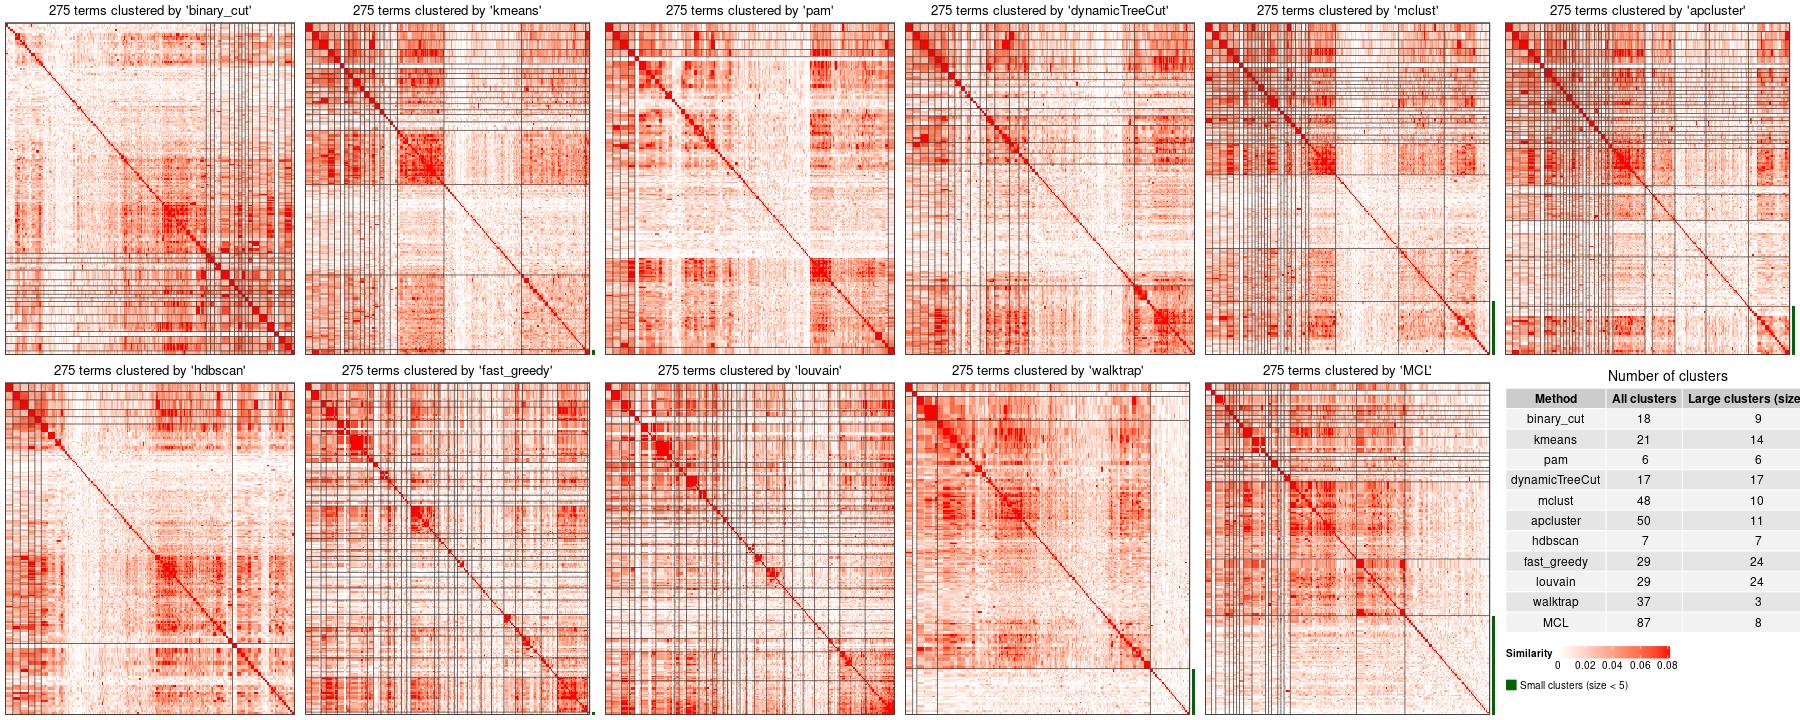 275 terms clustered by 'binary_cut'
275 terms clustered by 'kmeans'
275 terms clustered by 'pam'
275 terms clustered by 'dynamicTreeCut'
275 terms clustered by 'mclust'
275 terms clustered by 'apcluster'
275 terms clustered by 'hdbscan'
275 terms clustered by 'fast_greedy'
275 terms clustered by 'louvain'
275 terms clustered by 'walktrap'
275 terms clustered by 'MCL'
Number of clusters
Method All clusters Large clusters (size
binary_cut 18 9
kmeans 21 14
pam 6 6
dynamicTreeCut 17 17
mclust 48 10
apcluster 50 11
hdbscan 7 7
fast_greedy 29 24
louvain 29 24
walktrap 37 3
MCL 87 8
Similarity
0 0.02 0.04 0.06 0.08
Small clusters (size < 5)